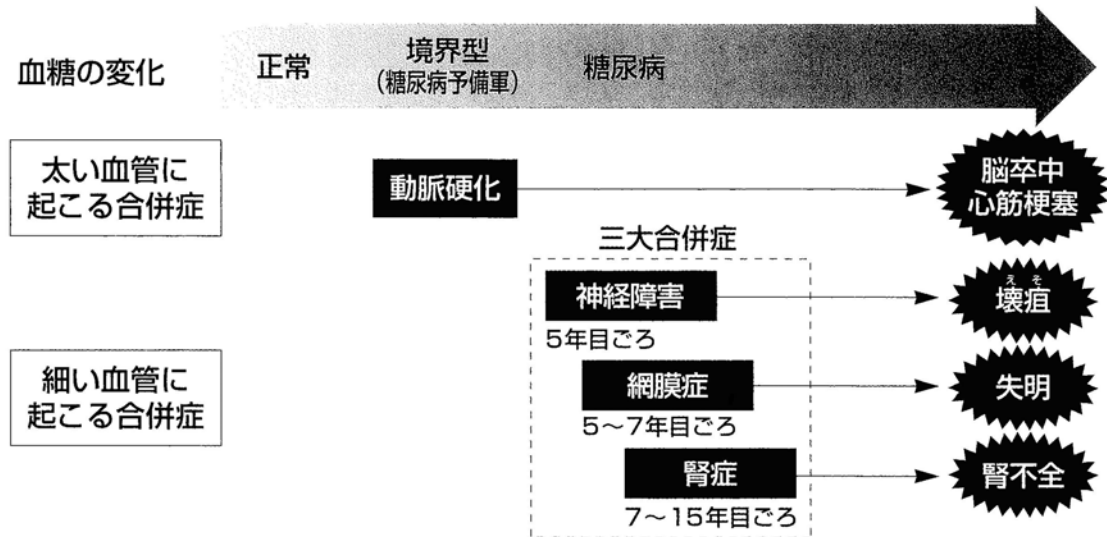 血糖の変化
正常
境界型
(糖尿病予備軍)
糖尿病
太い血管に
起こる合併症
動脈硬化
脳卒中
心筋梗塞
三大合併症
細い血管に
起こる合併症
神経障害
5年目ごろ
えそ
壊疽
網膜症
5〜7年目ごろ
失明
腎症
7〜15年目ごろ
腎不全